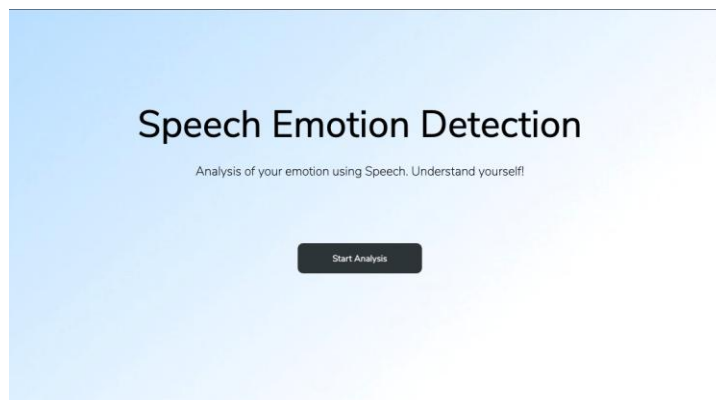 Speech Emotion Detection
Analysis of your emotion using Speech. Understand yourself!
Start Analysis